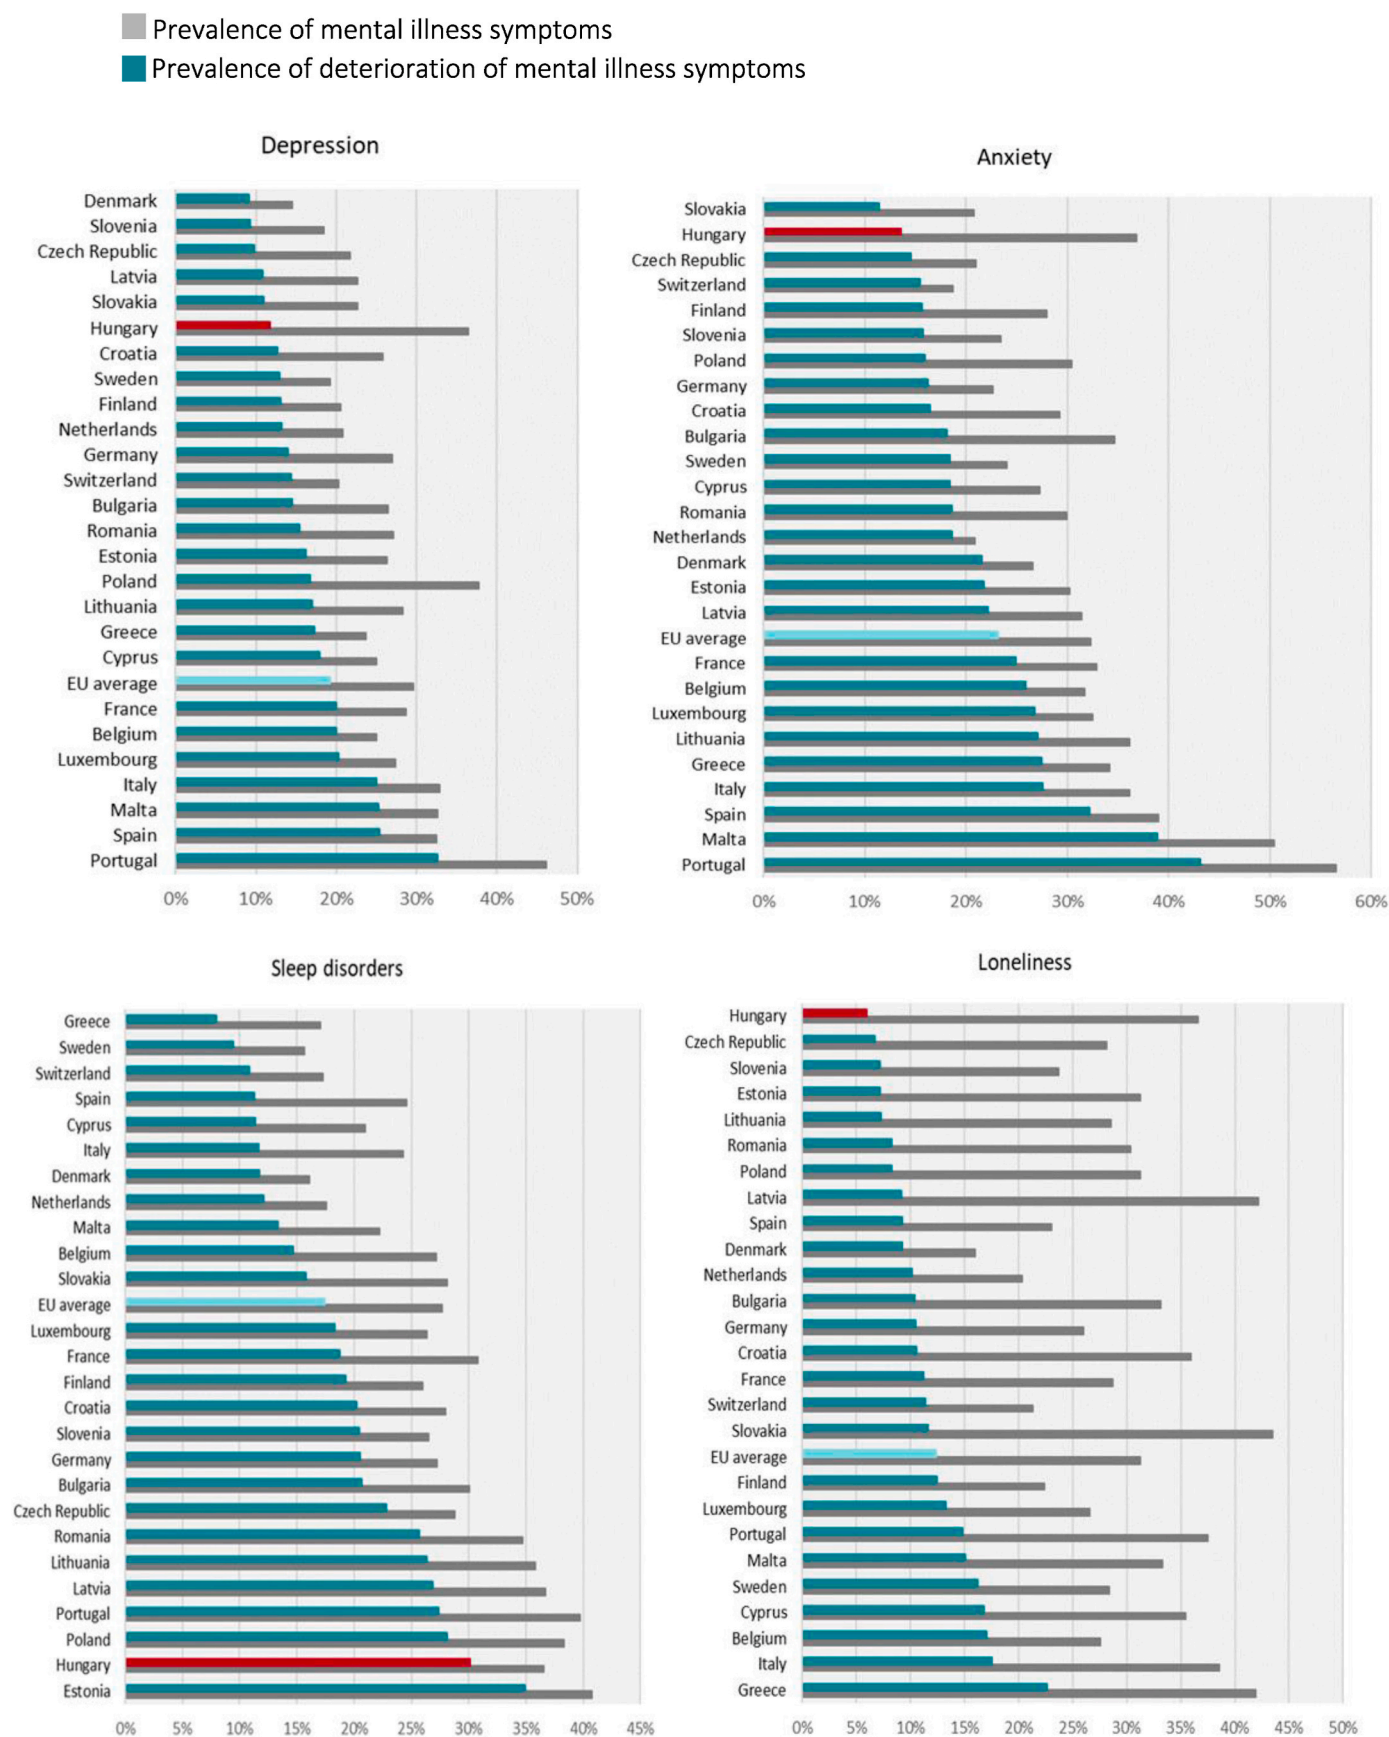 Prevalence of mental illness symptoms
Prevalence of deterioration of mental illness symptoms
Depression
Denmark
Slovenia
Czech Republic
Latvia
Slovakia
Hungary
Croatia
Sweden
Finland
Netherlands
Germany
Switzerland
Bulgaria
Romania
Estonia
Poland
Lithuania
Greece
Cyprus
EU average
France
Belgium
Luxembourg
Italy
Malta
Spain
Portugal
0% 10% 20% 30% 40% 50%
Anxiety
Slovakia
Hungary
Czech Republic
Switzerland
Finland
Slovenia
Poland
Germany
Croatia
Bulgaria
Sweden
Cyprus
Romania
Netherlands
Denmark
Estonia
Latvia
EU average
France
Belgium
Luxembourg
Lithuania
Greece
Italy
Spain
Malta
Portugal
0% 10% 20% 30% 40% 50% 60%
Sleep disorders
Greece
Sweden
Switzerland
Spain
Cyprus
Italy
Denmark
Netherlands
Malta
Belgium
Slovakia
EU average
Luxembourg
France
Finland
Croatia
Slovenia
Germany
Bulgaria
Czech Republic
Romania
Lithuania
Latvia
Portugal
Poland
Hungary
Estonia
0% 5% 10% 15% 20% 25% 30% 35% 40% 45%
Loneliness
Hungary
Czech Republic
Slovenia
Estonia
Lithuania
Romania
Poland
Latvia
Spain
Denmark
Netherlands
Bulgaria
Germany
Croatia
France
Switzerland
Slovakia
EU average
Finland
Luxembourg
Portugal
Malta
Sweden
Cyprus
Belgium
Italy
Greece
0% 5% 10% 15% 20% 25% 30% 35% 40% 45% 50%